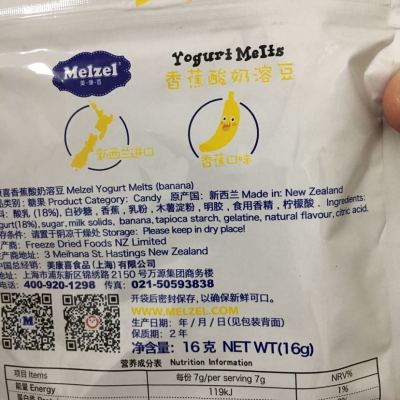 Melzel
美康喜
Yogurt Melts
香蕉酸奶溶豆
新西兰进口
香蕉口味
喜香蕉酸奶溶豆 Melzel Yogurt Melts (banana)
品类别: 糖果 Product Category: Candy 原产国: 新西兰 Made in: New Zealand
料: 酸乳 (18%), 白砂糖, 香蕉, 乳粉, 木薯淀粉, 明胶, 食用香精, 柠檬酸. Ingredients:
yogurt(18%), sugar, milk solids, banana, tapioca starch, gelatine, natural flavour, citric acid.
存条件: 请置于阴凉干燥处 Storage: Please keep in dry place!
产商: Freeze Dried Foods NZ Limited
址: 3 Meihana St. Hastings New Zealand
中国总经销: 美康喜食品(上海)有限公司
地址: 上海市浦东新区锦绣路 2150 号万源集团商务楼
电话: 400-920-1298 传真: 021-50593838
开袋后密封保存, 以确保新鲜可口。
WWW.MELZEL.COM
生产日期: 年/月/日(见包装背面)
保质期: 2 年
净含量: 16 克 NET WT(16g)
营养成分表 Nutrition Information
项目 Items 每份 7g/per serving 7g NRV%
能量 Energy 119kJ 1%